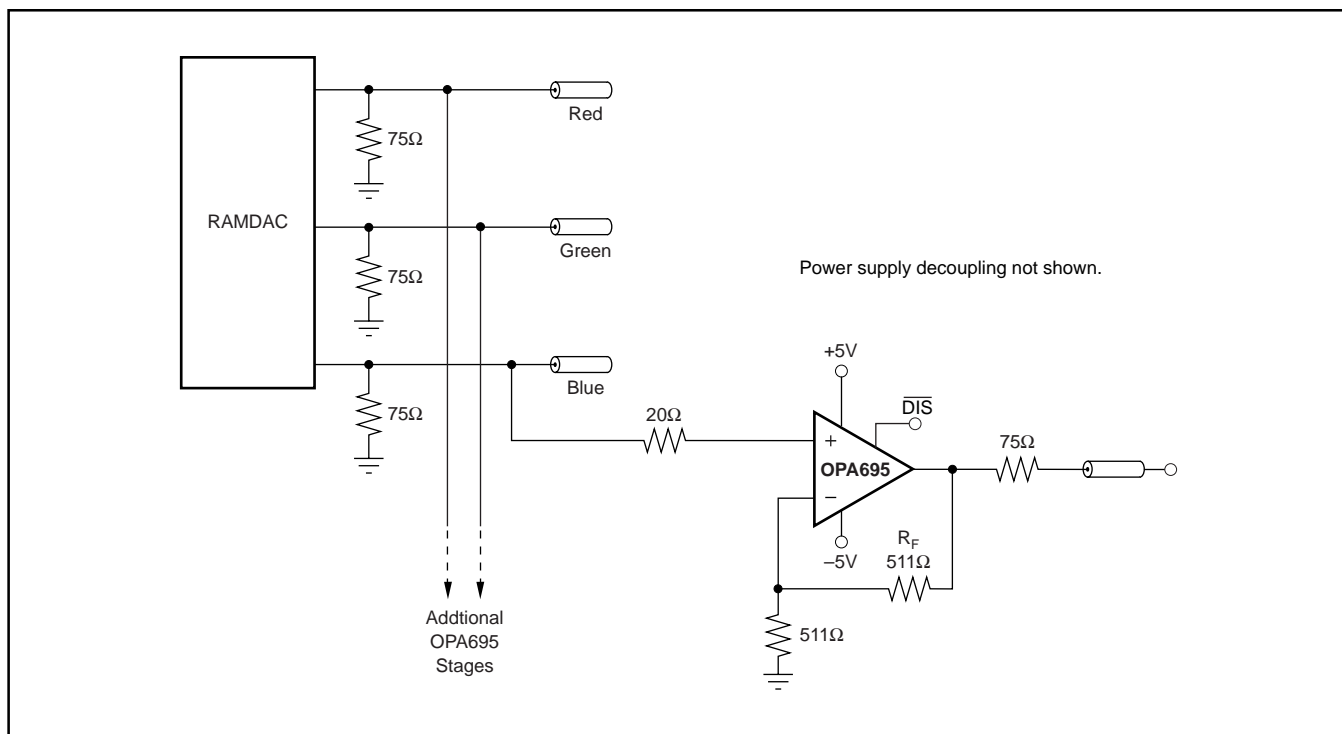 RAMDAC
75Ω
Red
75Ω
Green
75Ω
Blue
Power supply decoupling not shown.
20Ω
+5V
DIS
+
OPA695
−
−5V
75Ω
R_F
511Ω
511Ω
Addtional
OPA695
Stages